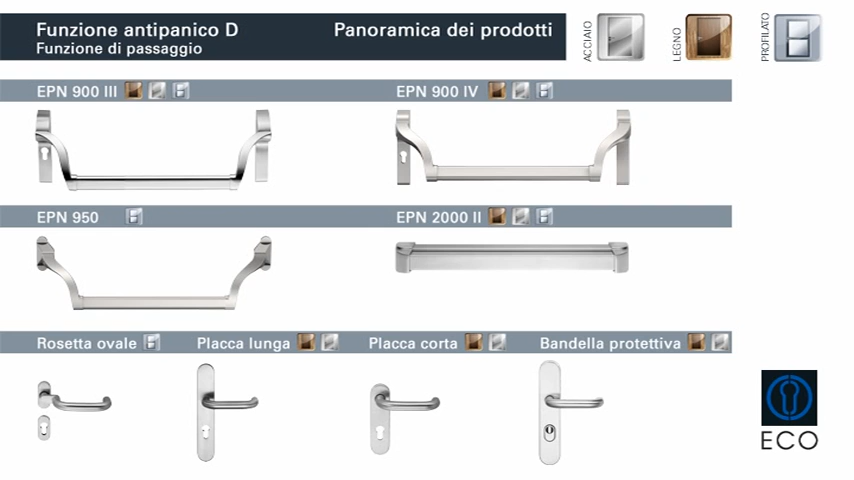 Funzione antipanico D
Panoramica dei prodotti
Funzione di passaggio
ACCIAIO
LEGNO
PROFILATO
EPN 900 III
EPN 900 IV
EPN 950
EPN 2000 II
Rosetta ovale
Placca lunga
Placca corta
Bandella protettiva
ECO